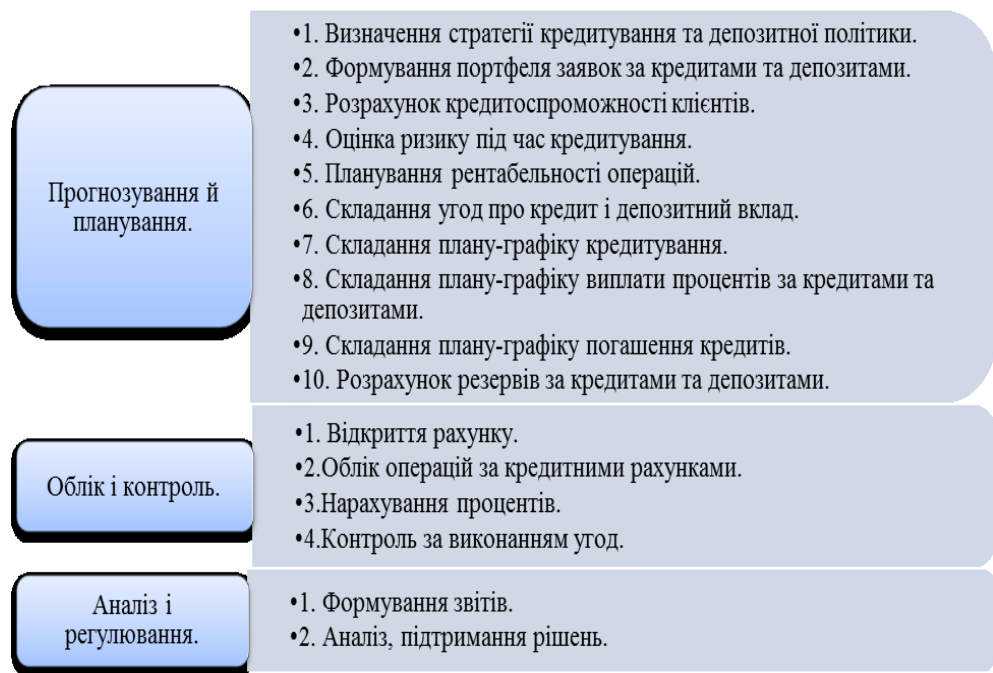 Прогнозування й
планування.
•1. Визначення стратегії кредитування та депозитної політики.
•2. Формування портфеля заявок за кредитами та депозитами.
•3. Розрахунок кредитоспроможності клієнтів.
•4. Оцінка ризику під час кредитування.
•5. Планування рентабельності операцій.
•6. Складання угод про кредит і депозитний вклад.
•7. Складання плану-графіку кредитування.
•8. Складання плану-графіку виплати процентів за кредитами та
депозитами.
•9. Складання плану-графіку погашення кредитів.
•10. Розрахунок резервів за кредитами та депозитами.
Облік і контроль.
•1. Відкриття рахунку.
•2.Облік операцій за кредитними рахунками.
•3.Нарахування процентів.
•4.Контроль за виконанням угод.
Аналіз і
регулювання.
•1. Формування звітів.
•2. Аналіз, підтримання рішень.